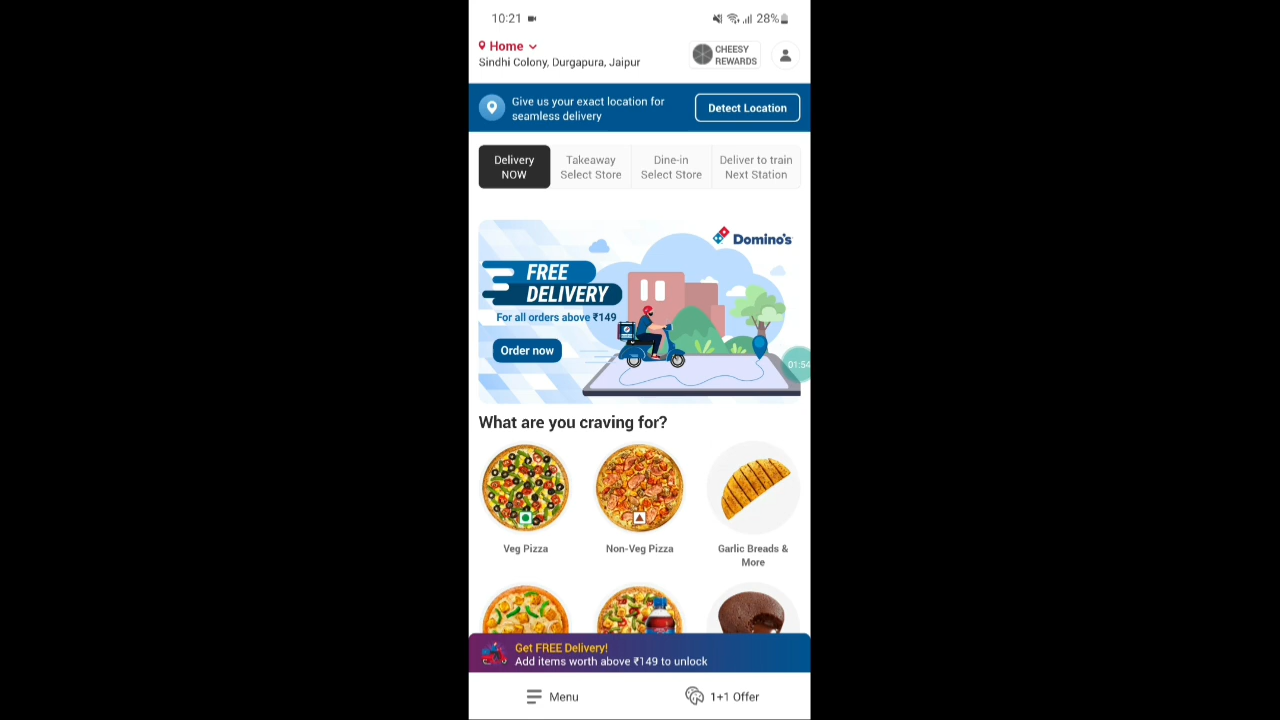 10:21
28%
Home
Sindhi Colony, Durgapura, Jaipur
CHEESY
REWARDS
Give us your exact location for
seamless delivery
Detect Location
Delivery
NOW
Takeaway
Select Store
Dine-in
Select Store
Deliver to train
Next Station
Domino's
FREE
DELIVERY
For all orders above ₹149
Order now
01:54
What are you craving for?
Veg Pizza
Non-Veg Pizza
Garlic Breads &
More
Get FREE Delivery!
Add items worth above ₹149 to unlock
Menu
1+1 Offer